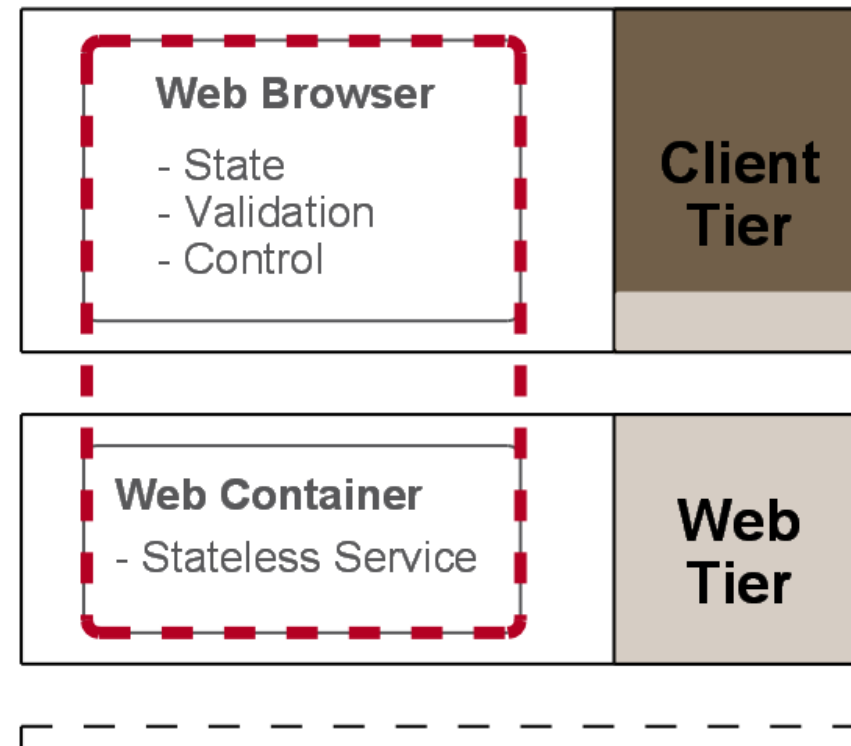 Web Browser
- State
- Validation
- Control
Client
Tier
Web Container
- Stateless Service
Web
Tier